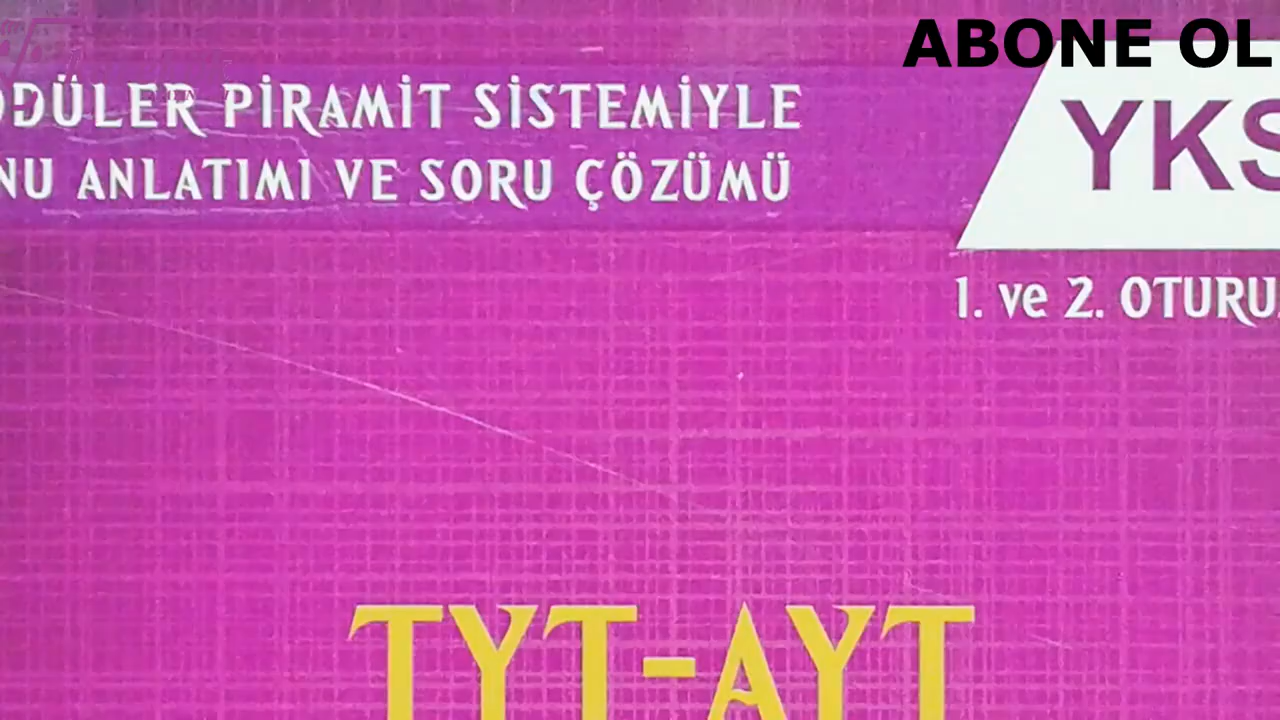 ABONE OL
ODÜLER PİRAMİT SİSTEMİYLE
NU ANLATIMI VE SORU ÇÖZÜMÜ
YKS
1. ve 2. OTURU
TYT-AYT